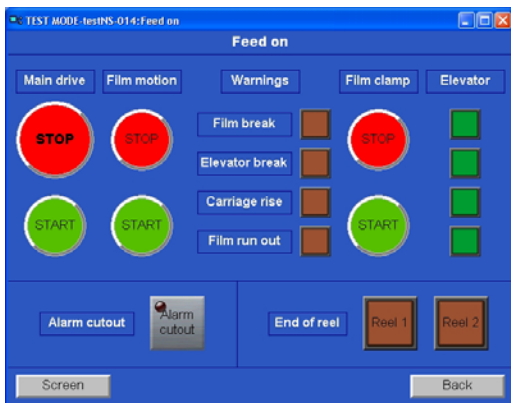 TEST MODE-testNS-014:Feed on
Feed on
Main drive
Film motion
Warnings
Film clamp
Elevator
STOP
STOP
Film break
STOP
Elevator break
Carriage rise
START
START
START
Film run out
Alarm cutout
Alarm
cutout
End of reel
Reel 1
Reel 2
Screen
Back